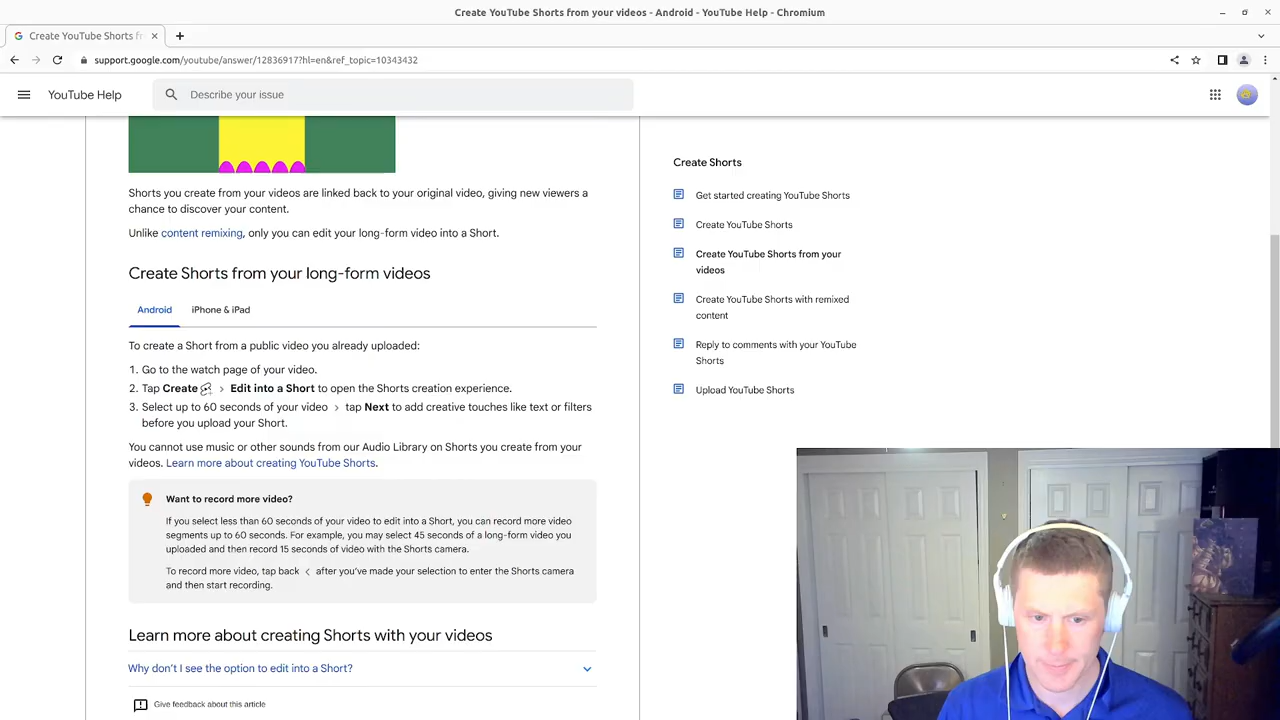 Create YouTube Shorts from your videos - Android - YouTube Help - Chromium
Create YouTube Shorts fr
support.google.com/youtube/answer/12836917?hl=en&ref_topic=10343432
YouTube Help
Describe your issue
Shorts you create from your videos are linked back to your original video, giving new viewers a
chance to discover your content.
Unlike content remixing, only you can edit your long-form video into a Short.
Create Shorts from your long-form videos
Android
iPhone & iPad
To create a Short from a public video you already uploaded:
1. Go to the watch page of your video.
2. Tap Create > Edit into a Short to open the Shorts creation experience.
3. Select up to 60 seconds of your video > tap Next to add creative touches like text or filters
before you upload your Short.
You cannot use music or other sounds from our Audio Library on Shorts you create from your
videos. Learn more about creating YouTube Shorts.
Want to record more video?
If you select less than 60 seconds of your video to edit into a Short, you can record more video
segments up to 60 seconds. For example, you may select 45 seconds of a long-form video you
uploaded and then record 15 seconds of video with the Shorts camera.
To record more video, tap back < after you've made your selection to enter the Shorts camera
and then start recording.
Learn more about creating Shorts with your videos
Why don't I see the option to edit into a Short?
Give feedback about this article
Create Shorts
Get started creating YouTube Shorts
Create YouTube Shorts
Create YouTube Shorts from your
videos
Create YouTube Shorts with remixed
content
Reply to comments with your YouTube
Shorts
Upload YouTube Shorts